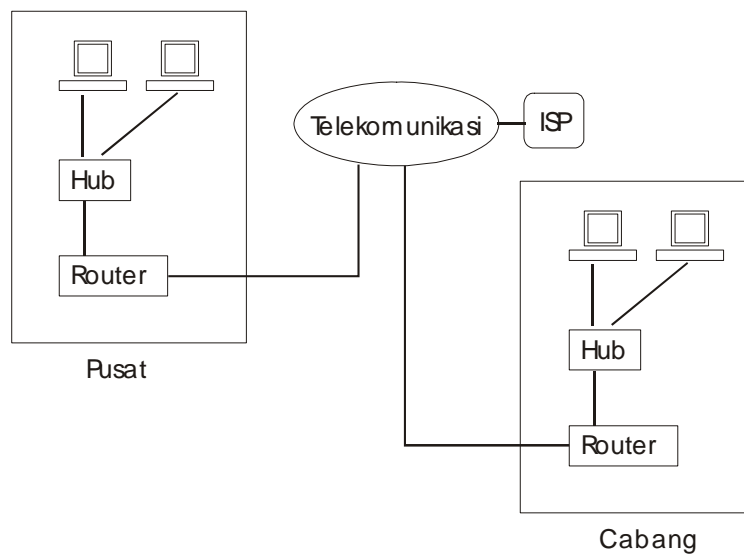 Hub
Router
Pusat
Telekomunikasi
ISP
Hub
Router
Cabang